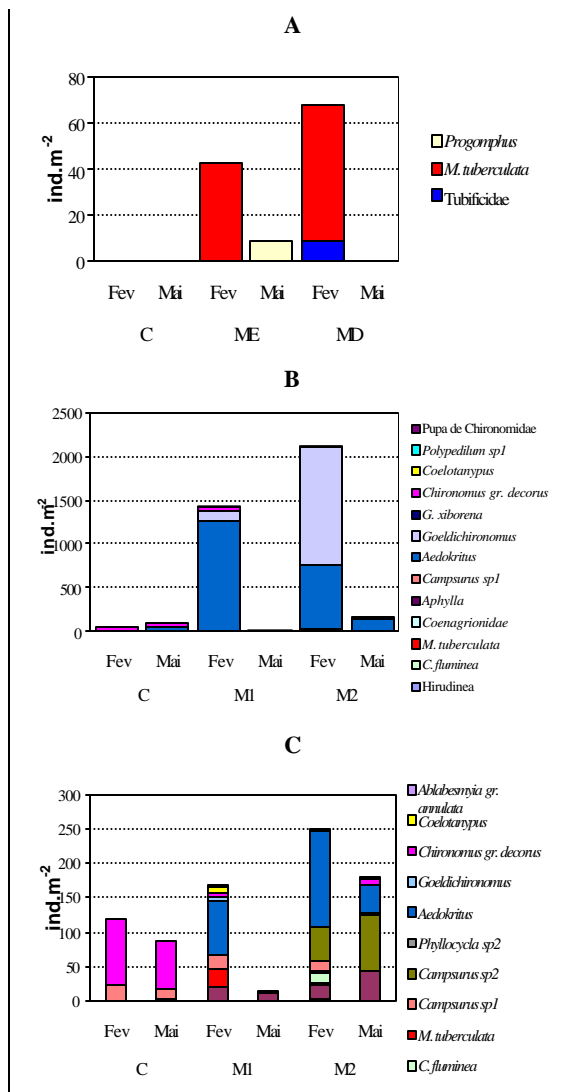 A
80
60
40
20
0
ind.m-2
Fev Mai Fev Mai Fev Mai
C ME MD
Progomphus
M. tuberculata
Tubificidae
B
2500
2000
1500
1000
500
0
ind.m-2
Fev Mai Fev Mai Fev Mai
C M1 M2
Pupa de Chironomidae
Polypedilum sp1
Coelotanypus
Chironomus gr. decorus
G. xiborena
Goeldichironomus
Aedokritus
Campsurus sp1
Aphylla
Coenagrionidae
M. tuberculata
C. fluminea
Hirudinea
C
300
250
200
150
100
50
0
ind.m-2
Fev Mai Fev Mai Fev Mai
C M1 M2
Ablabesmyia gr.
annulata
Coelotanypus
Chironomus gr. decorus
Goeldichironomus
Aedokritus
Phyllocycla sp2
Campsurus sp2
Campsurus sp1
M. tuberculata
C. fluminea